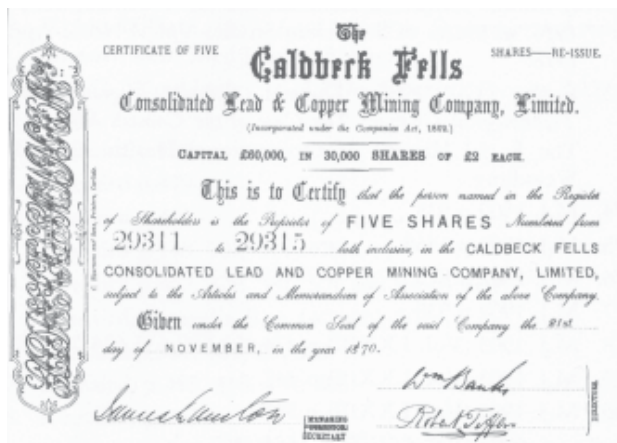 The
CERTIFICATE OF FIVE SHARES—RE-ISSUE.
Caldbeck Fells
Consolidated Lead & Copper Mining Company, Limited.
(Incorporated under the Companies Act, 1862.)
CAPITAL £60,000, IN 30,000 SHARES OF £2 EACH.
This is to Certify that the person named in the Register
of Shareholders is the Proprietor of FIVE SHARES Numbered from
29311 to 29315 both inclusive, in the CALDBECK FELLS
CONSOLIDATED LEAD AND COPPER MINING COMPANY, LIMITED,
subject to the Articles and Memorandum of Association of the above Company.
Given under the Common Seal of the said Company the 21st
day of NOVEMBER, in the year 1870.
Wm Banks
MANAGING
DIRECTOR
SECRETARY
DIRECTORS.